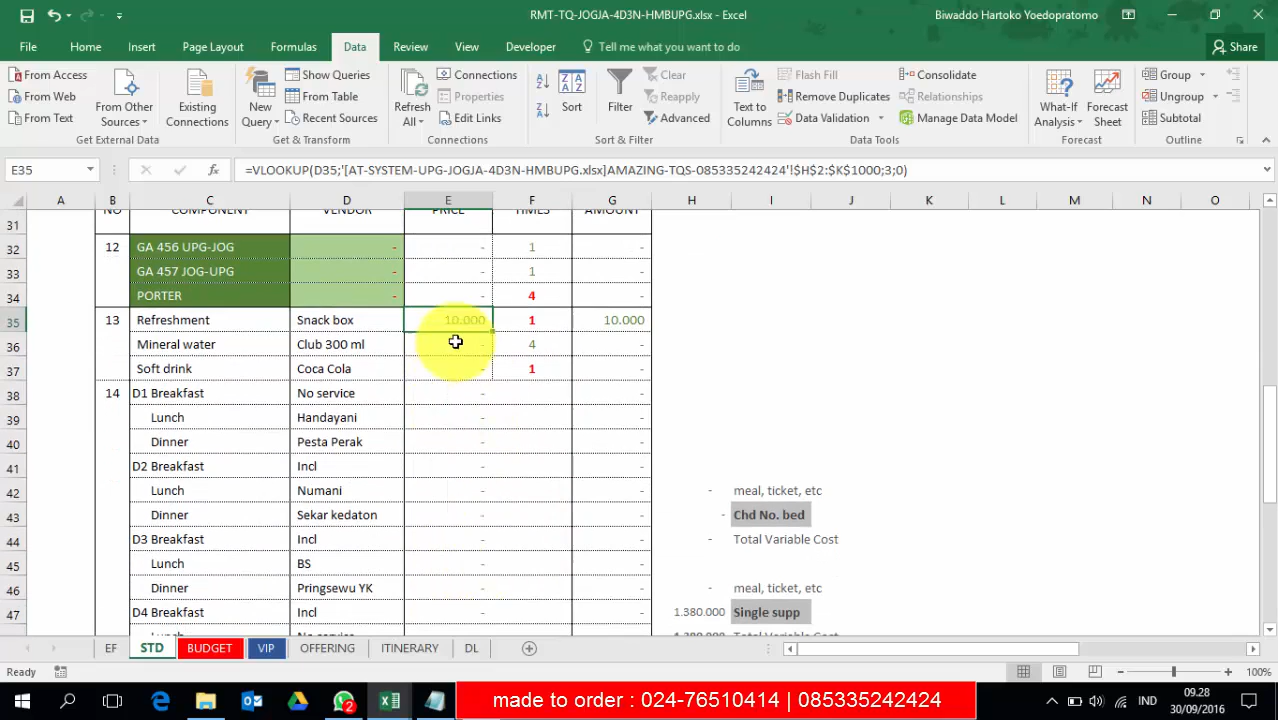 RMT-TQ-JOGJA-4D3N-HMBUPG.xlsx - Excel
Biwaddo Hartoko Yoedopratomo
File Home Insert Page Layout Formulas Data Review View Developer Tell me what you want to do Share
From Access
From Web
From Text
From Other Sources
Existing Connections
Get External Data
New Query
Show Queries
From Table
Recent Sources
Get & Transform
Refresh All
Connections
Properties
Edit Links
Connections
Sort
Filter
Clear
Reapply
Advanced
Sort & Filter
Text to Columns
Flash Fill
Remove Duplicates
Data Validation
Consolidate
Relationships
Manage Data Model
Data Tools
What-If Analysis
Forecast Sheet
Forecast
Group
Ungroup
Subtotal
Outline
E35 fx =VLOOKUP(D35;'[AT-SYSTEM-UPG-JOGJA-4D3N-HMBUPG.xlsx]AMAZING-TQS-085335242424'!$H$2:$K$1000;3;0)
A B C D E F G H I J K L M N O
31 NO COMPONENT VENDOR PRICE TIMES AMOUNT
32 12 GA 456 UPG-JOG - - 1 -
33 GA 457 JOG-UPG - - 1 -
34 PORTER - - 4 -
35 13 Refreshment Snack box 10.000 1 10.000
36 Mineral water Club 300 ml - 4 -
37 Soft drink Coca Cola - 1 -
38 14 D1 Breakfast No service - -
39 Lunch Handayani - -
40 Dinner Pesta Perak - -
41 D2 Breakfast Incl - -
42 Lunch Numani - - - meal, ticket, etc
43 Dinner Sekar kedaton - - - Chd No. bed
44 D3 Breakfast Incl - - - Total Variable Cost
45 Lunch BS - -
46 Dinner Pringsewu YK - - - meal, ticket, etc
47 D4 Breakfast Incl - - 1.380.000 Single supp
Lunch No service 1.380.000 Total Variable Cost
EF STD BUDGET VIP OFFERING ITINERARY DL
Ready 100%
made to order : 024-76510414 | 085335242424
2
IND
09.28
30/09/2016